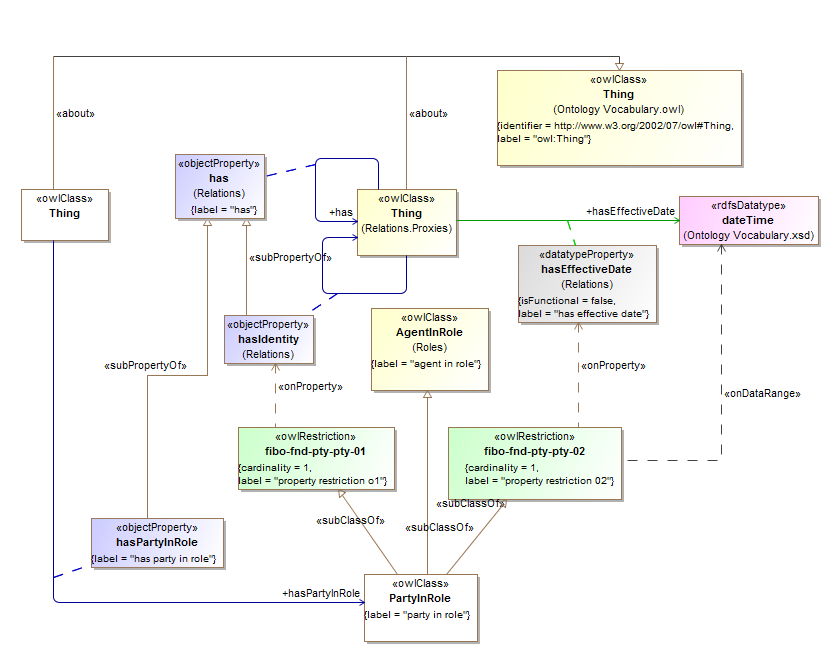 «owlClass»
Thing
(Ontology Vocabulary.owl)
{identifier = http://www.w3.org/2002/07/owl#Thing,
label = "owl:Thing"}
«about»
«about»
«objectProperty»
has
(Relations)
{label = "has"}
«owlClass»
Thing
+has
«owlClass»
Thing
(Relations.Proxies)
+hasEffectiveDate
«rdfsDatatype»
dateTime
(Ontology Vocabulary.xsd)
«subPropertyOf»
«datatypeProperty»
hasEffectiveDate
(Relations)
{isFunctional = false,
label = "has effective date"}
«objectProperty»
hasIdentity
(Relations)
«owlClass»
AgentInRole
(Roles)
{label = "agent in role"}
«subPropertyOf»
«onProperty»
«onProperty»
«onDataRange»
«owlRestriction»
fibo-fnd-pty-pty-01
{cardinality = 1,
label = "property restriction o1"}
«owlRestriction»
fibo-fnd-pty-pty-02
{cardinality = 1,
label = "property restriction 02"}
«subClassOf»
«subClassOf»
«subClassOf»
«objectProperty»
hasPartyInRole
{label = "has party in role"}
+hasPartyInRole
«owlClass»
PartyInRole
{label = "party in role"}